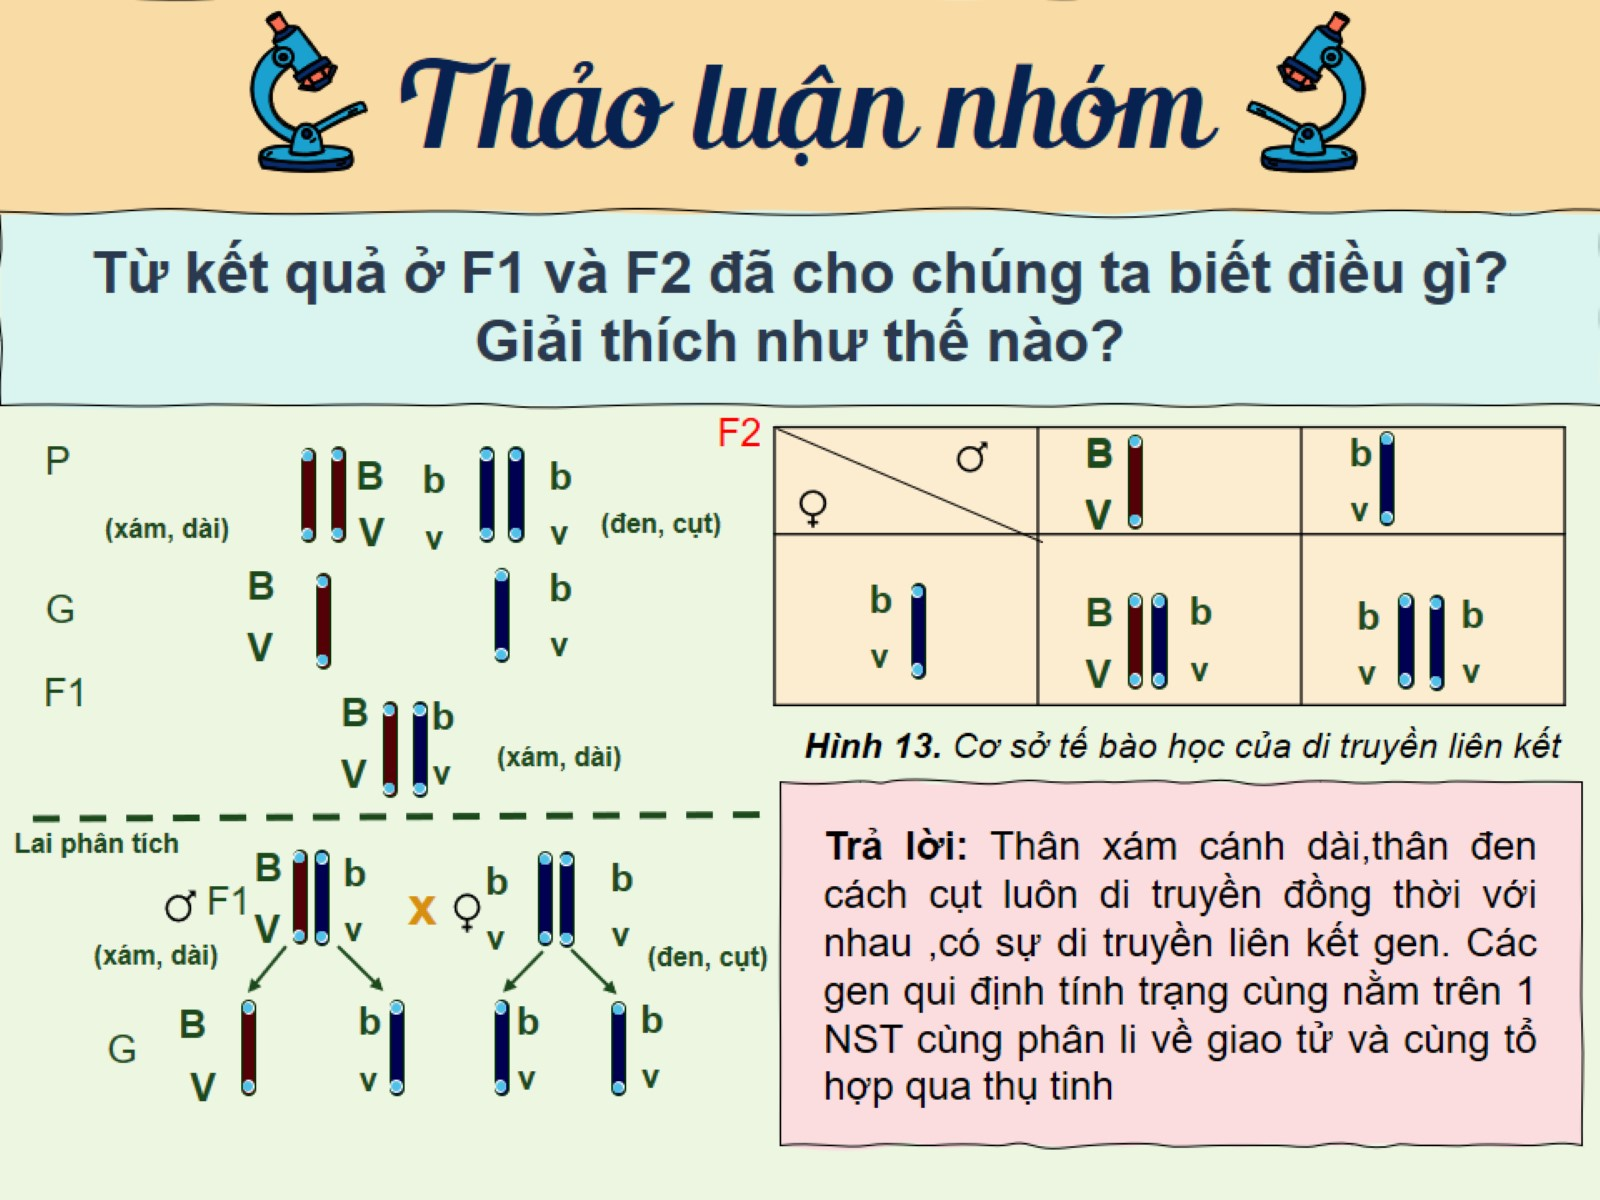 Thảo luận nhóm
Từ kết quả ở F1 và F2 đã cho chúng ta biết điều gì?
Giải thích như thế nào?
P
(xám, dài)
B
V
b
v
b
v
(đen, cụt)
G
B
V
b
v
F1
B
V
b
v
(xám, dài)
Lai phân tích
♂ F1
(xám, dài)
B
V
b
v
x
♀
b
v
b
v
(đen, cụt)
G
B
V
b
v
b
v
b
v
F2
♂
♀
B
V
b
v
b
v
B
V
b
v
b
v
b
v
Hình 13. Cơ sở tế bào học của di truyền liên kết
Trả lời: Thân xám cánh dài,thân đen
cách cụt luôn di truyền đồng thời với
nhau ,có sự di truyền liên kết gen. Các
gen qui định tính trạng cùng nằm trên 1
NST cùng phân li về giao tử và cùng tổ
hợp qua thụ tinh